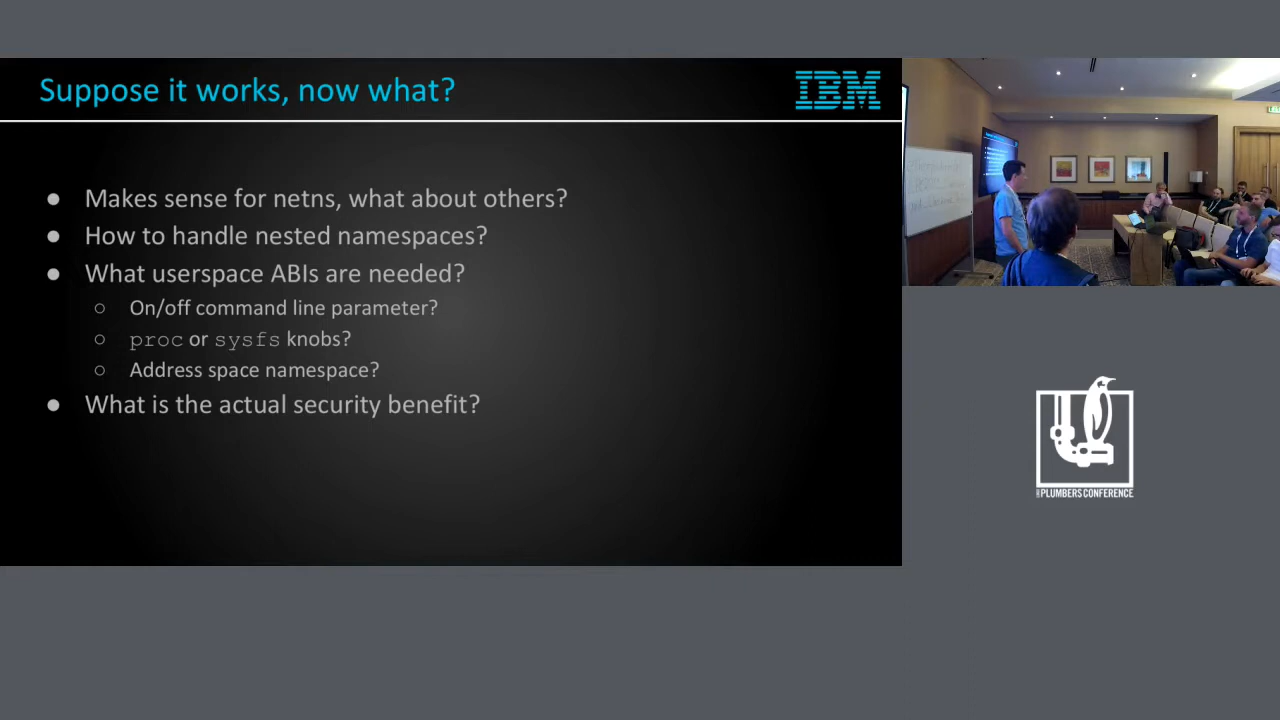 Suppose it works, now what?
IBM
● Makes sense for netns, what about others?
● How to handle nested namespaces?
● What userspace ABIs are needed?
○ On/off command line parameter?
○ proc or sysfs knobs?
○ Address space namespace?
● What is the actual security benefit?
PLUMBERS CONFERENCE